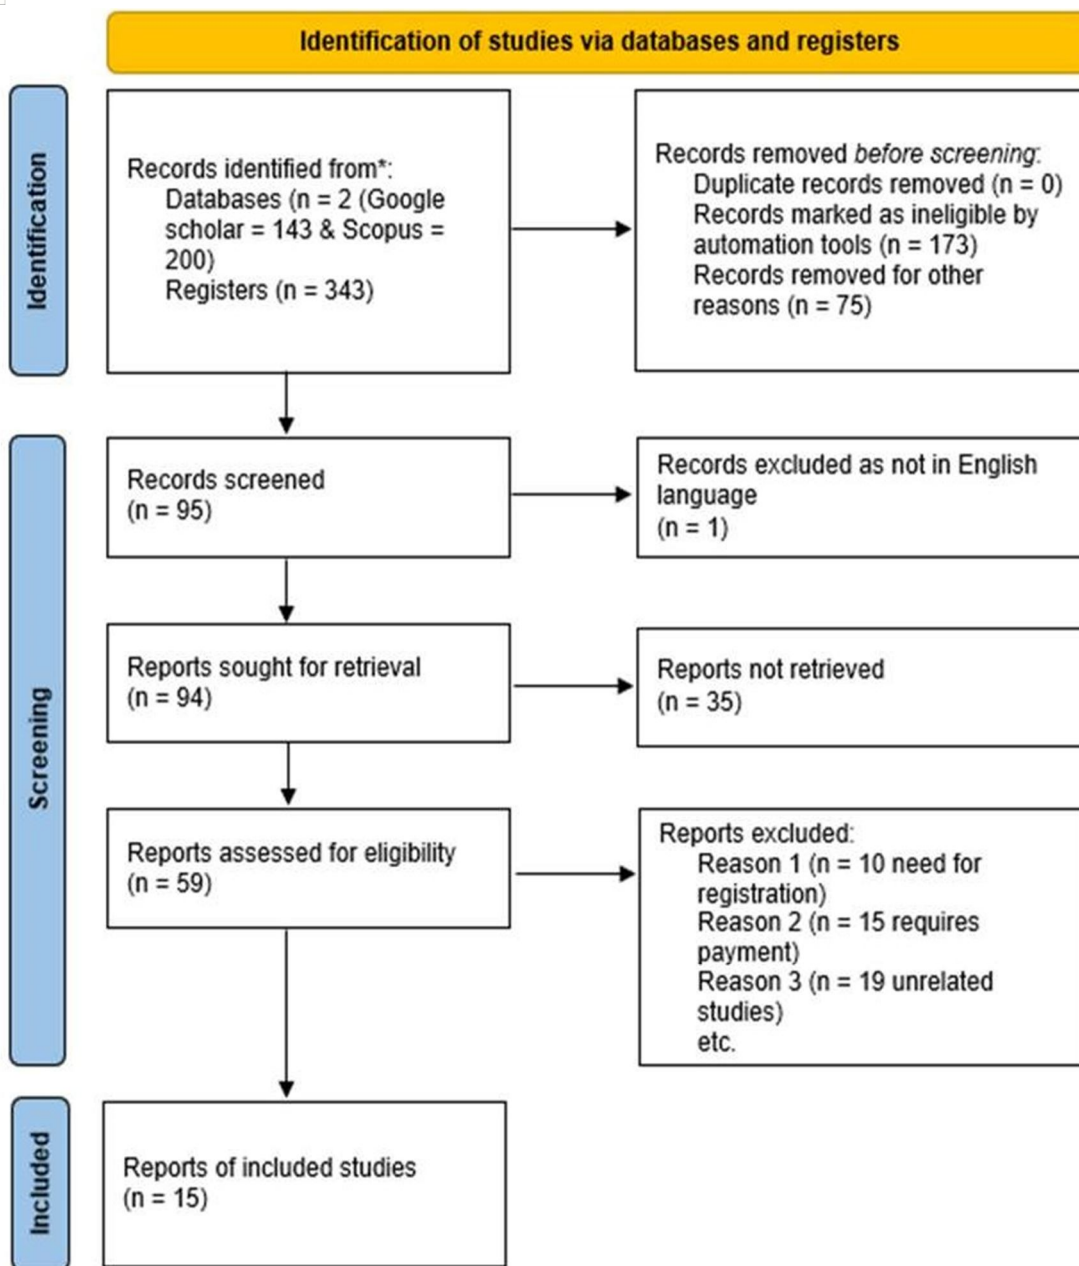 Identification of studies via databases and registers
Identification
Records identified from*:
Databases (n = 2 (Google
scholar = 143 & Scopus =
200)
Registers (n = 343)
Records removed before screening:
Duplicate records removed (n = 0)
Records marked as ineligible by
automation tools (n = 173)
Records removed for other
reasons (n = 75)
Screening
Records screened
(n = 95)
Records excluded as not in English
language
(n = 1)
Reports sought for retrieval
(n = 94)
Reports not retrieved
(n = 35)
Reports assessed for eligibility
(n = 59)
Reports excluded:
Reason 1 (n = 10 need for
registration)
Reason 2 (n = 15 requires
payment)
Reason 3 (n = 19 unrelated
studies)
etc.
Included
Reports of included studies
(n = 15)